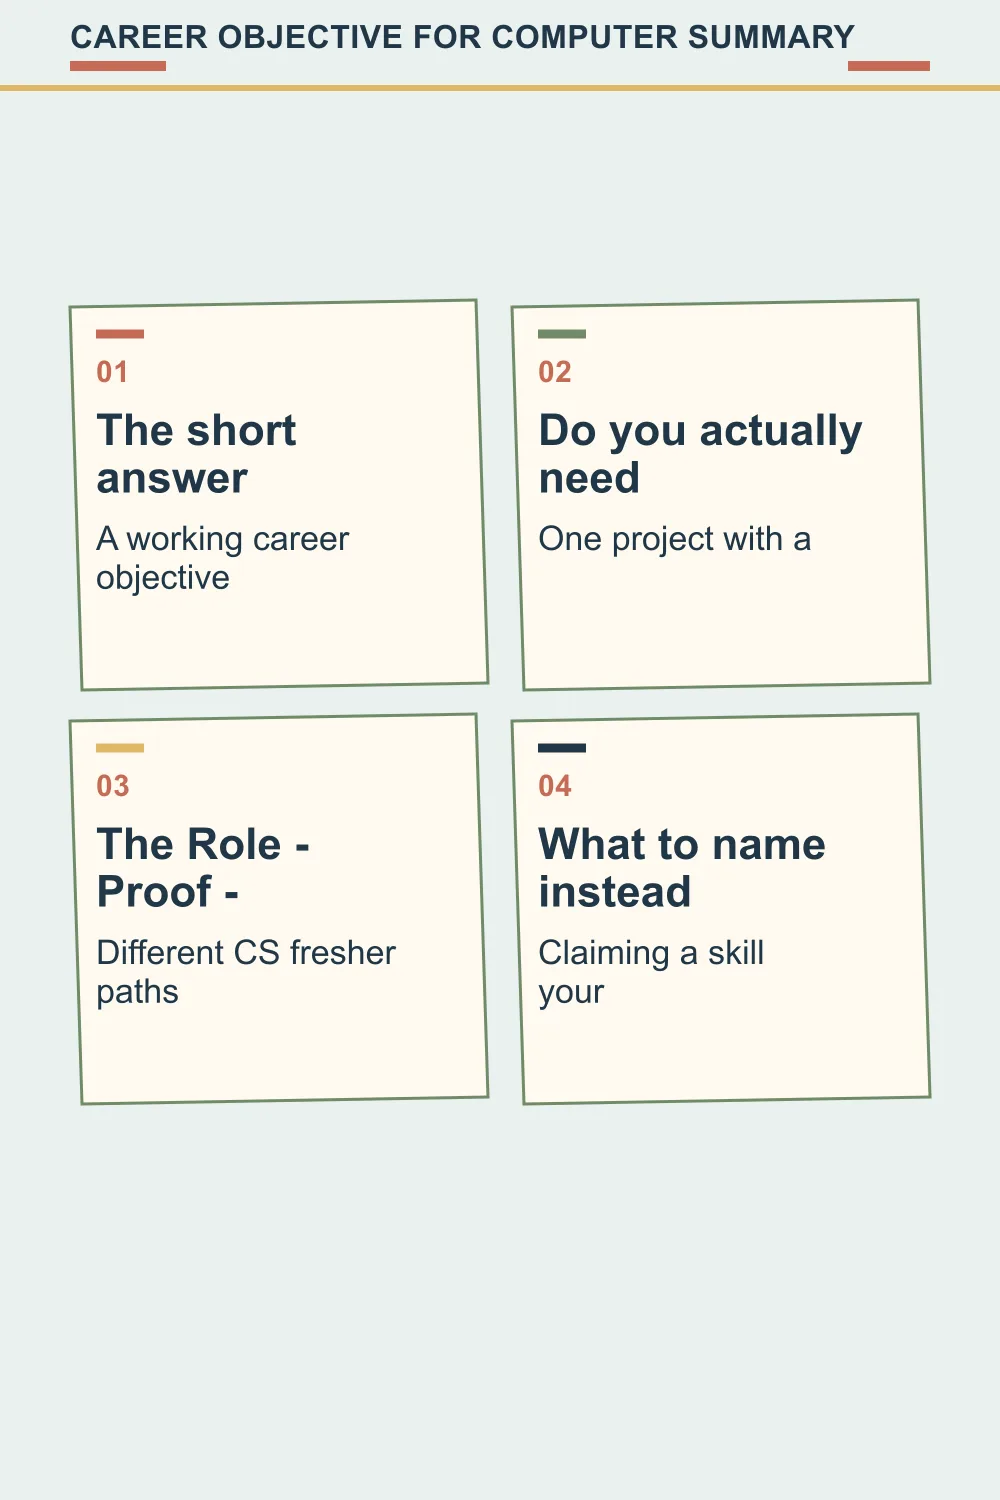 CAREER OBJECTIVE FOR COMPUTER SUMMARY
01
The short
answer
A working career
objective
02
Do you actually
need
One project with a
03
The Role -
Proof -
Different CS fresher
paths
04
What to name
instead
Claiming a skill
your